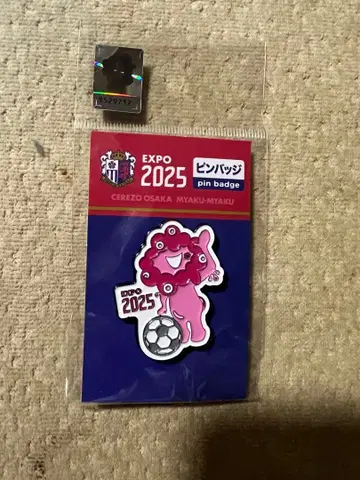 EXPO
2025
ピンバッジ
pin badge
CEREZO OSAKA MYAKU-MYAKU
EXPO
2025